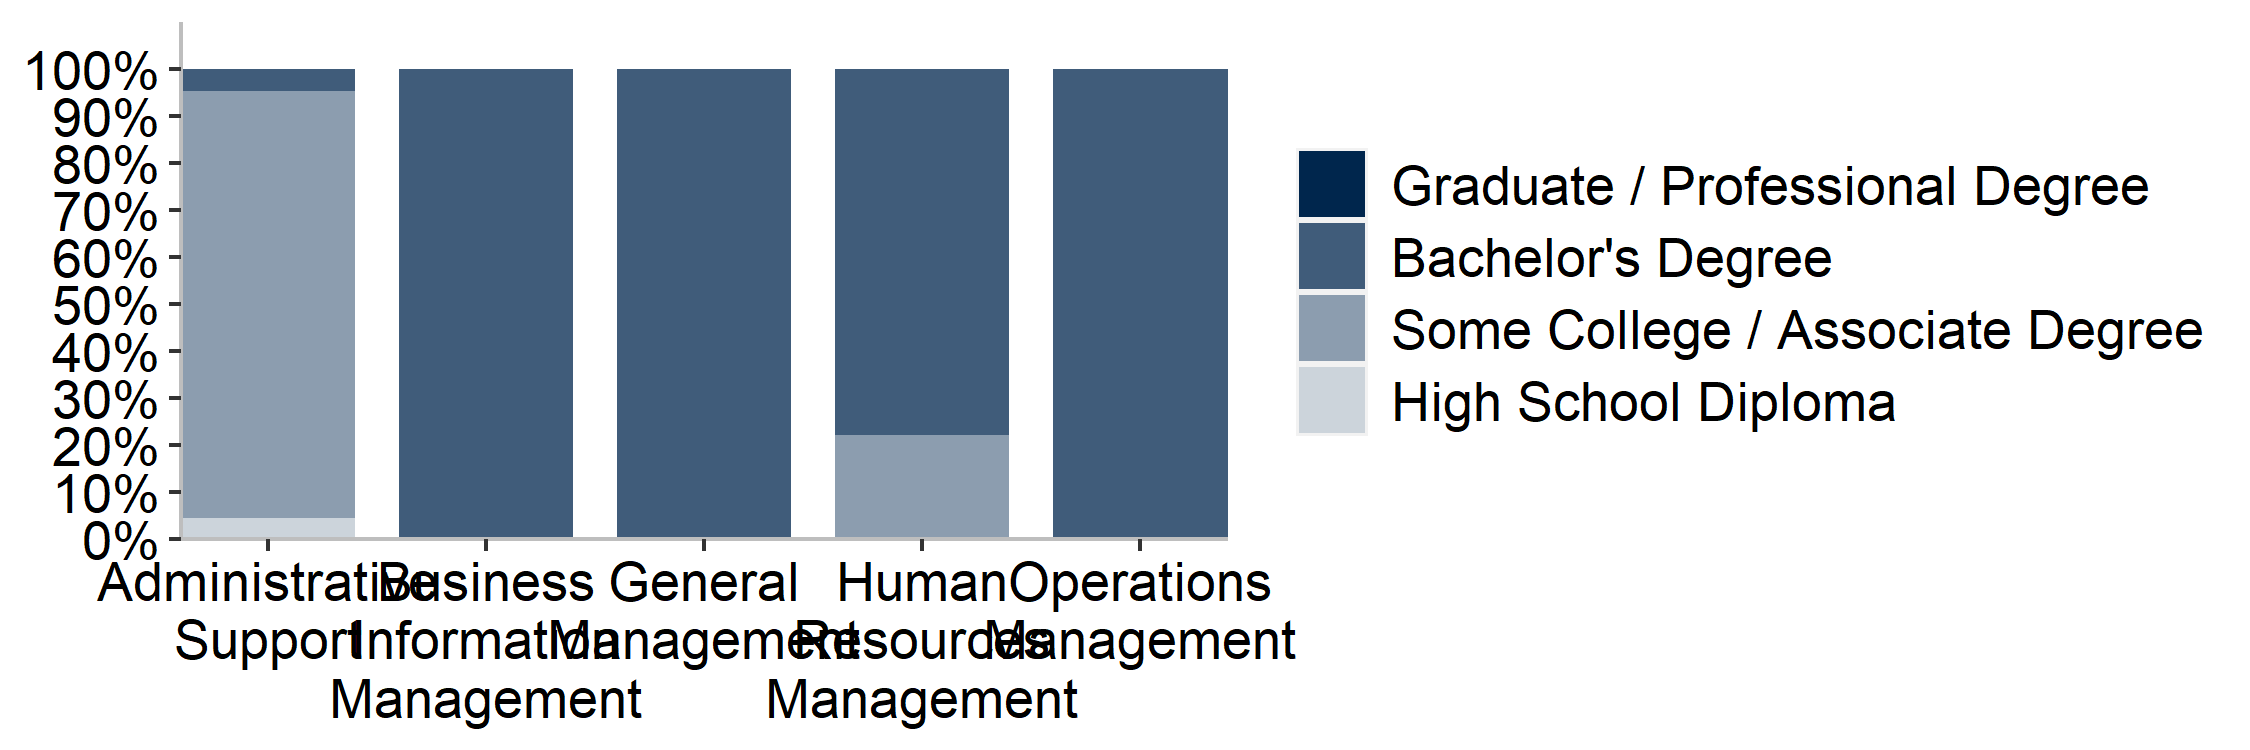 100%
90%
80%
70%
60%
50%
40%
30%
20%
10%
0%
Administrative
Support
Business
Information
Management
General
Management
Human
Resources
Management
Operations
Management
Graduate / Professional Degree
Bachelor's Degree
Some College / Associate Degree
High School Diploma